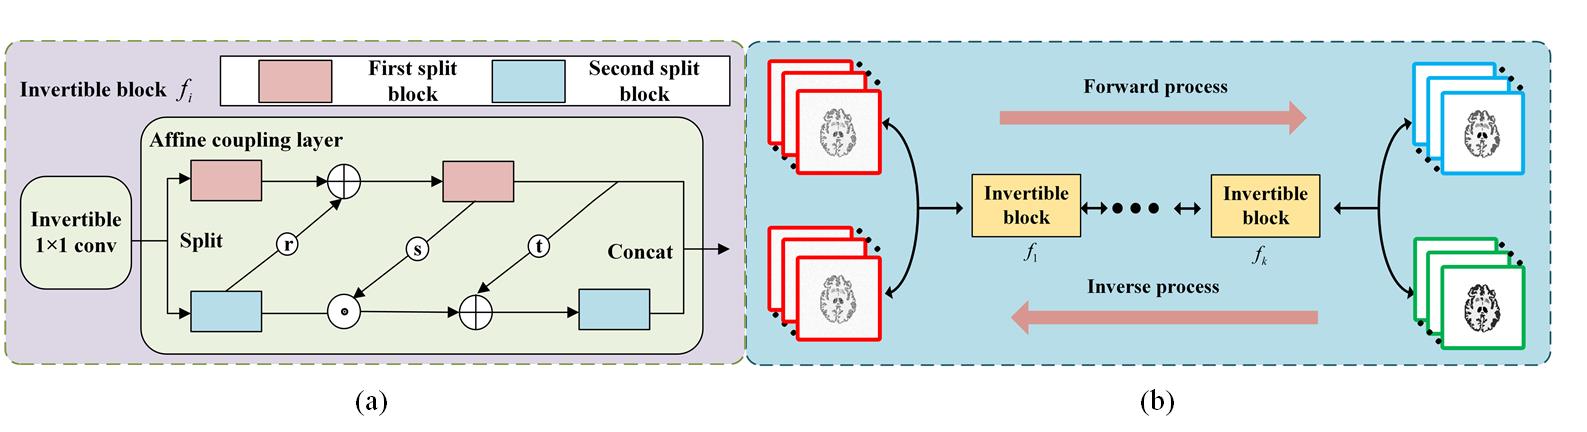 Invertible block f_i
First split
block
Second split
block
Affine coupling layer
Invertible
1×1 conv
Split
r
s
t
Concat
(a)
Forward process
Invertible
block
f_1
Invertible
block
f_k
Inverse process
(b)